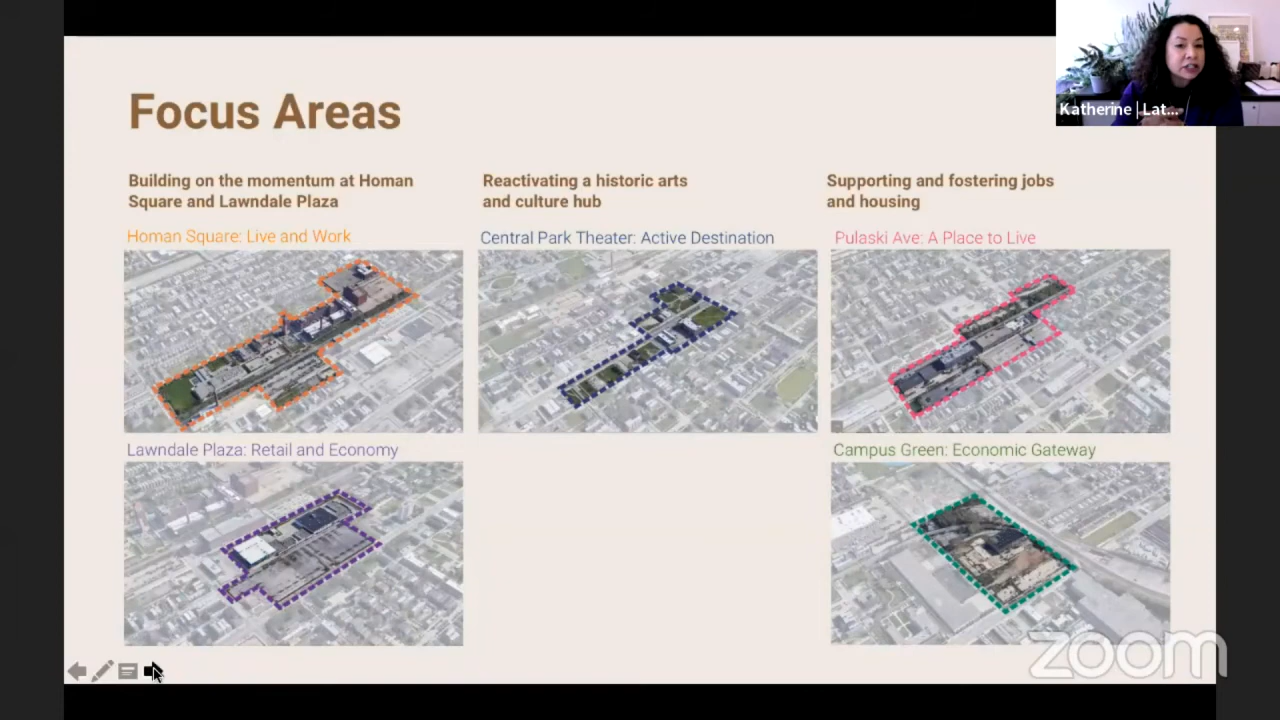 Focus Areas
Katherine | Lat...
Building on the momentum at Homan
Square and Lawndale Plaza
Reactivating a historic arts
and culture hub
Supporting and fostering jobs
and housing
Homan Square: Live and Work
Central Park Theater: Active Destination
Pulaski Ave: A Place to Live
Lawndale Plaza: Retail and Economy
Campus Green: Economic Gateway
zoom